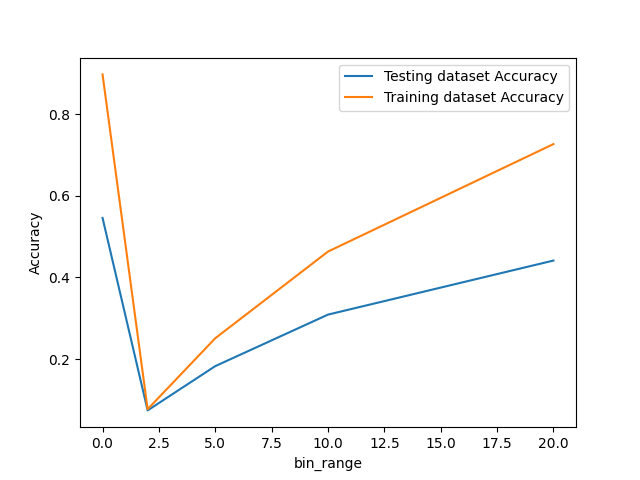 Testing dataset Accuracy
Training dataset Accuracy
0.8
0.6
0.4
0.2
Accuracy
0.0 2.5 5.0 7.5 10.0 12.5 15.0 17.5 20.0
bin_range